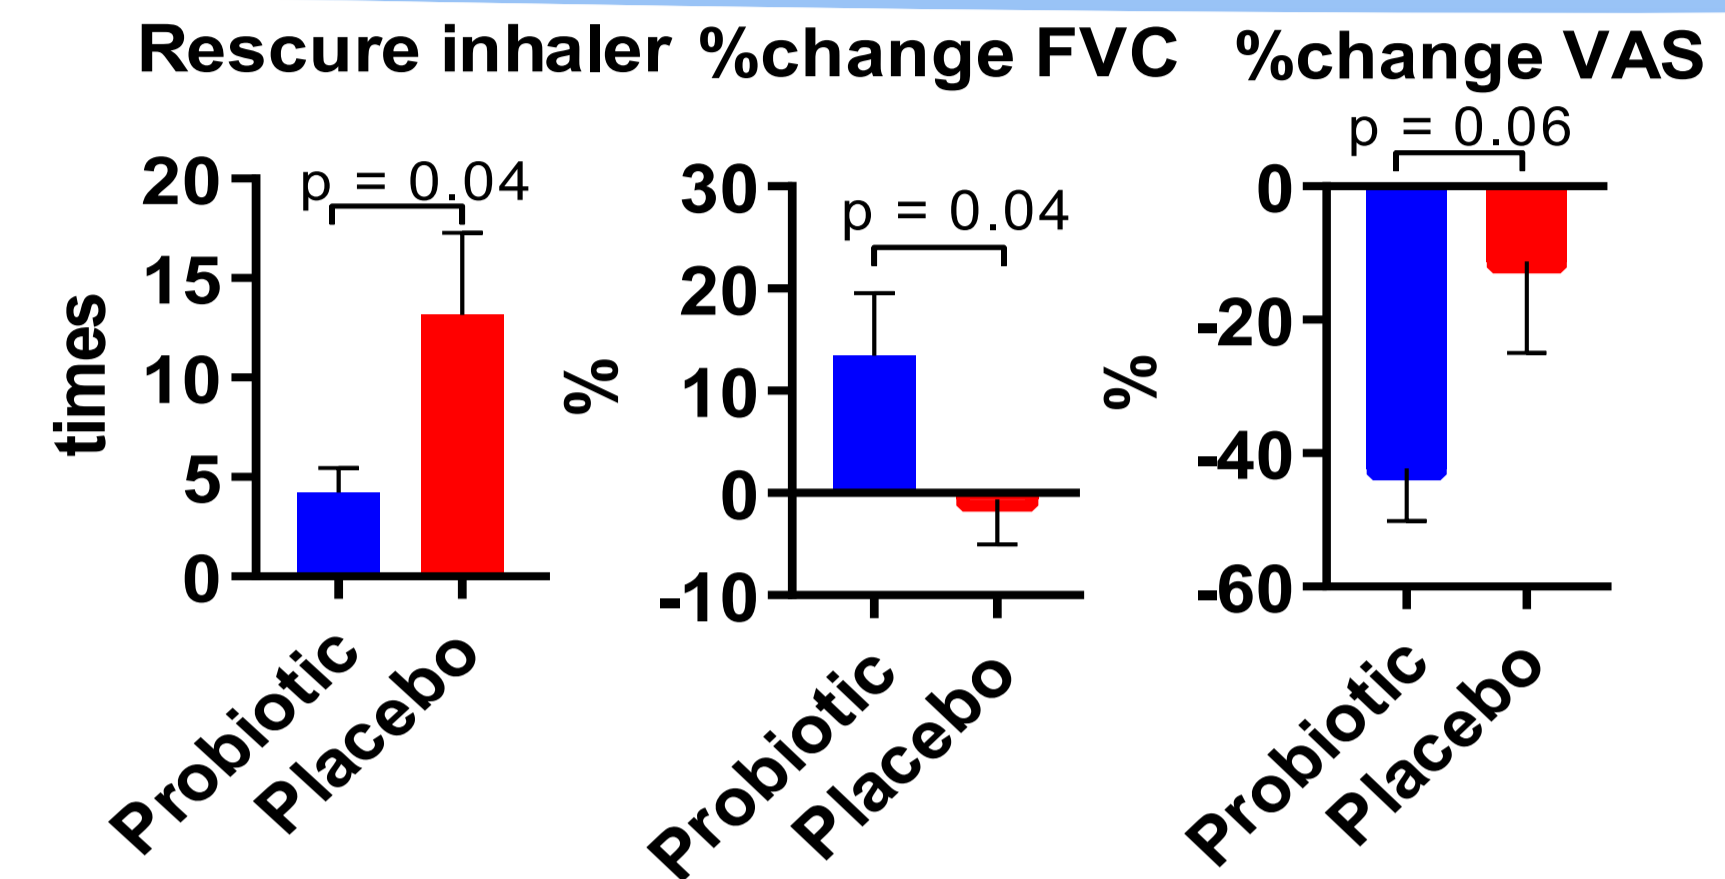 Rescure inhaler
times
20
15
10
5
0
p = 0.04
Probiotic
Placebo
%change FVC
%
30
20
10
0
-10
p = 0.04
Probiotic
Placebo
%change VAS
%
0
-20
-40
-60
p = 0.06
Probiotic
Placebo